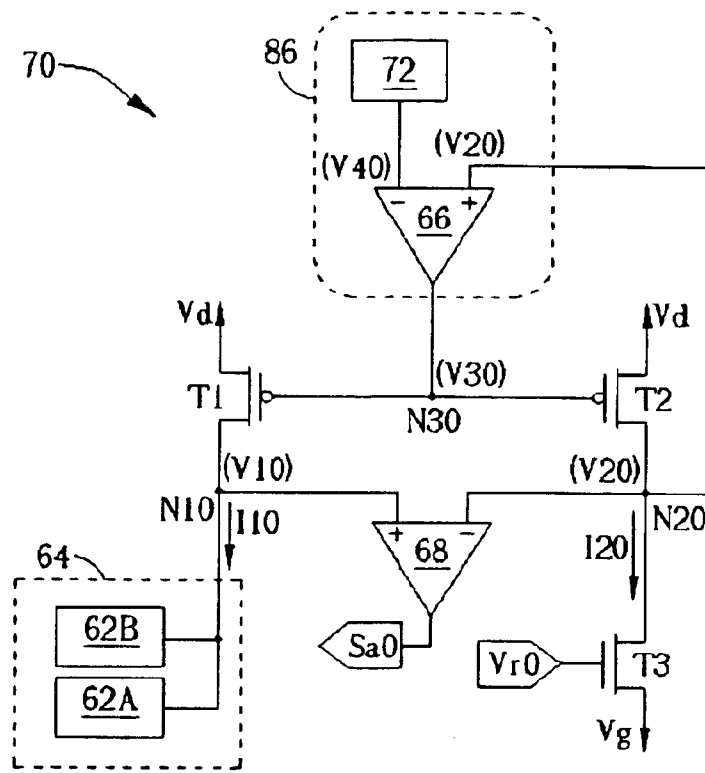 86
70
72
(V40)
(V20)
-
+
66
Vd
Vd
(V30)
T1
T2
N30
(V10)
(V20)
N10
I10
+
-
N20
68
I20
64
62B
Sa0
Vr0
T3
62A
Vg